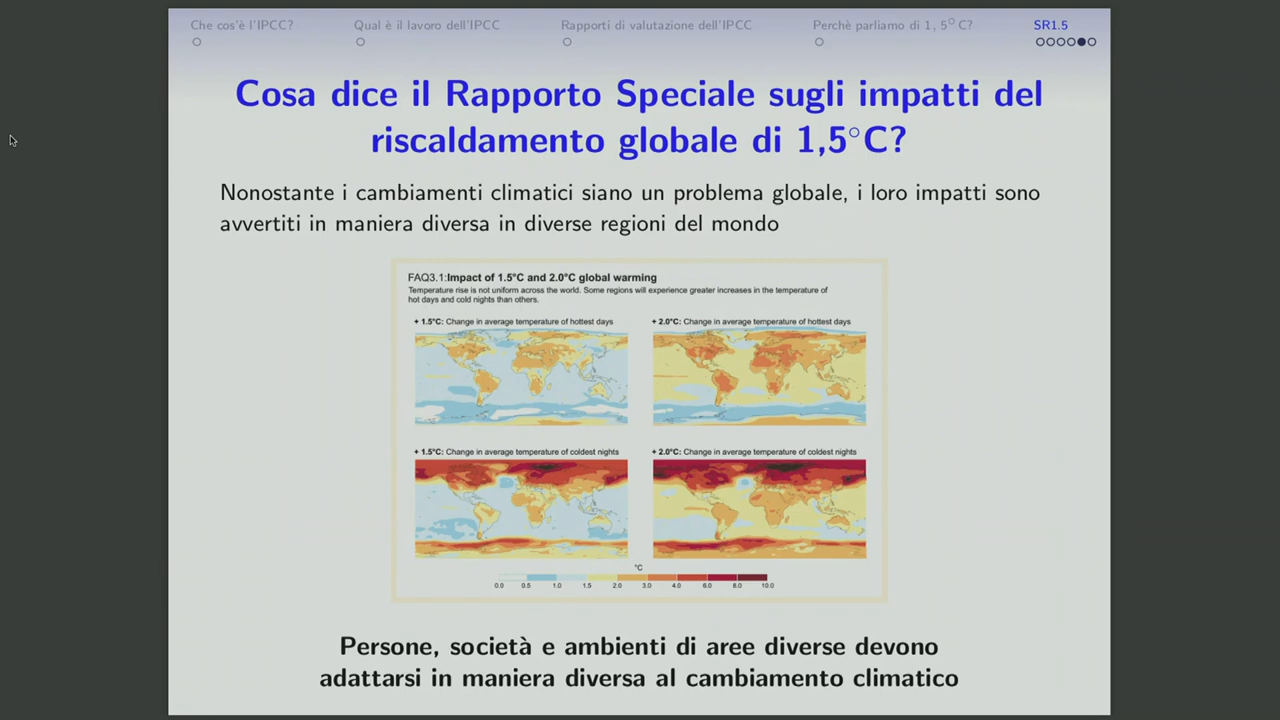 Che cos'è l'IPCC? Qual è il lavoro dell'IPCC Rapporti di valutazione dell'IPCC Perchè parliamo di 1, 5°C? SR1.5
Cosa dice il Rapporto Speciale sugli impatti del
riscaldamento globale di 1,5°C?
Nonostante i cambiamenti climatici siano un problema globale, i loro impatti sono
avvertiti in maniera diversa in diverse regioni del mondo
FAQ3.1:Impact of 1.5°C and 2.0°C global warming
Temperature rise is not uniform across the world. Some regions will experience greater increases in the temperature of
hot days and cold nights than others.
+ 1.5°C: Change in average temperature of hottest days
+ 2.0°C: Change in average temperature of hottest days
+ 1.5°C: Change in average temperature of coldest nights
+ 2.0°C: Change in average temperature of coldest nights
°C
0.0 0.5 1.0 1.5 2.0 3.0 4.0 6.0 8.0 10.0
Persone, società e ambienti di aree diverse devono
adattarsi in maniera diversa al cambiamento climatico